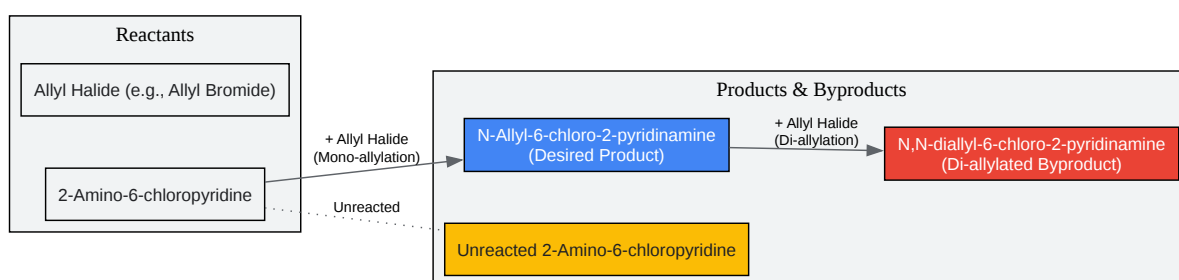 Reactants
Allyl Halide (e.g., Allyl Bromide)
2-Amino-6-chloropyridine
+ Allyl Halide
(Mono-allylation)
Unreacted
Products & Byproducts
N-Allyl-6-chloro-2-pyridinamine
(Desired Product)
+ Allyl Halide
(Di-allylation)
N,N-diallyl-6-chloro-2-pyridinamine
(Di-allylated Byproduct)
Unreacted 2-Amino-6-chloropyridine